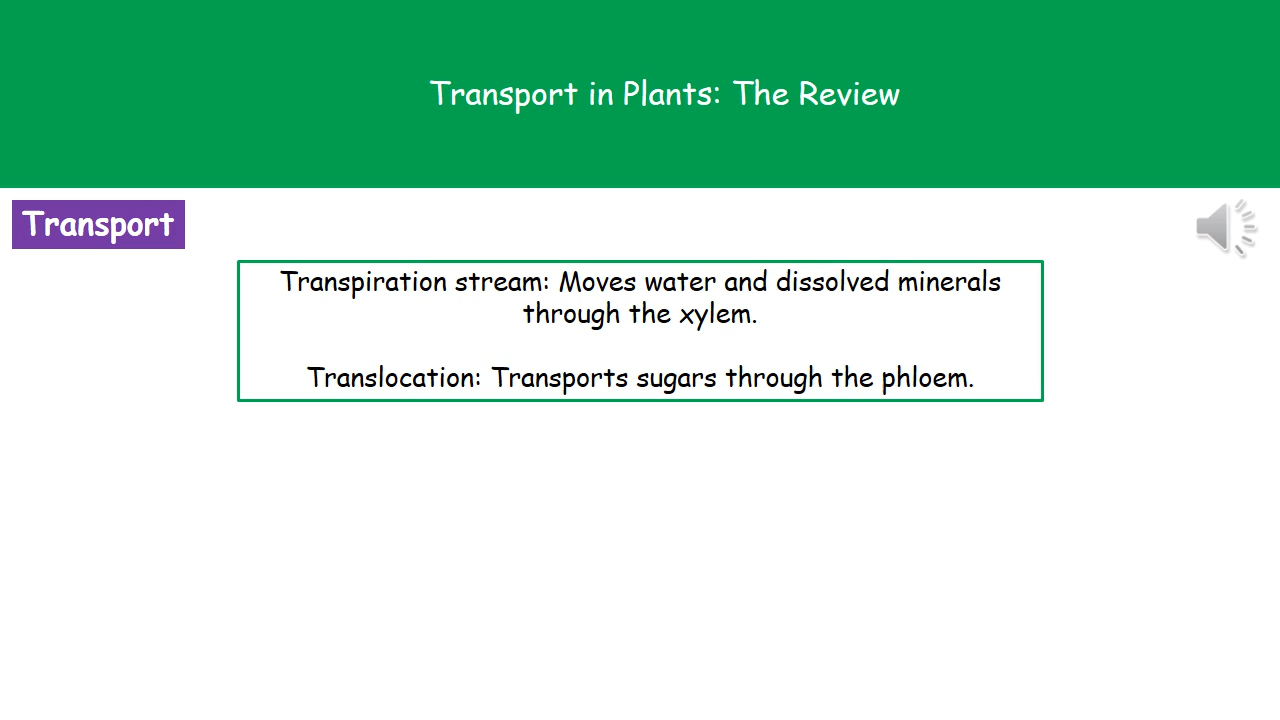 Transport in Plants: The Review
Transport
Transpiration stream: Moves water and dissolved minerals
through the xylem.
Translocation: Transports sugars through the phloem.